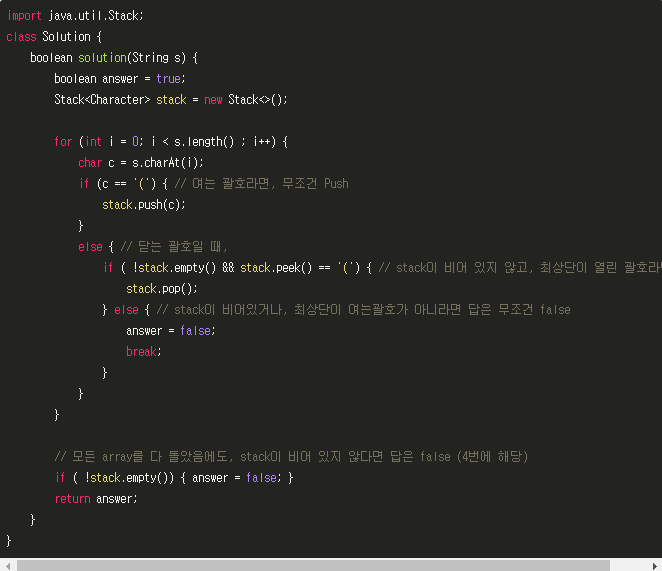 import java.util.Stack;
class Solution {
boolean solution(String s) {
boolean answer = true;
Stack<Character> stack = new Stack<>();
for (int i = 0; i < s.length() ; i++) {
char c = s.charAt(i);
if (c == '(') { // 여는 괄호라면, 무조건 Push
stack.push(c);
}
else { // 닫는 괄호일 때,
if ( !stack.empty() && stack.peek() == '(') { // stack이 비어 있지 않고, 최상단이 열린 괄호라
stack.pop();
} else { // stack이 비어있거나, 최상단이 여는괄호가 아니라면 답은 무조건 false
answer = false;
break;
}
}
}
// 모든 array를 다 돌았음에도, stack이 비어 있지 않다면 답은 false (4번에 해당)
if ( !stack.empty()) { answer = false; }
return answer;
}
}